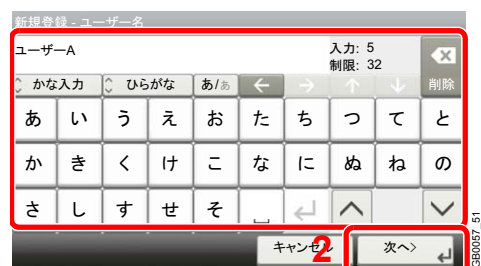 新規登録 - ユーザー名
ユーザーA
入力: 5
制限: 32
かな入力 ひらがな あ/ぁ ← → ↑ ↓ 削除
あ い う え お た ち つ て と
か き く け こ な に ぬ ね の
さ し す せ そ
キャンセル 2 次へ>
GB0057_51